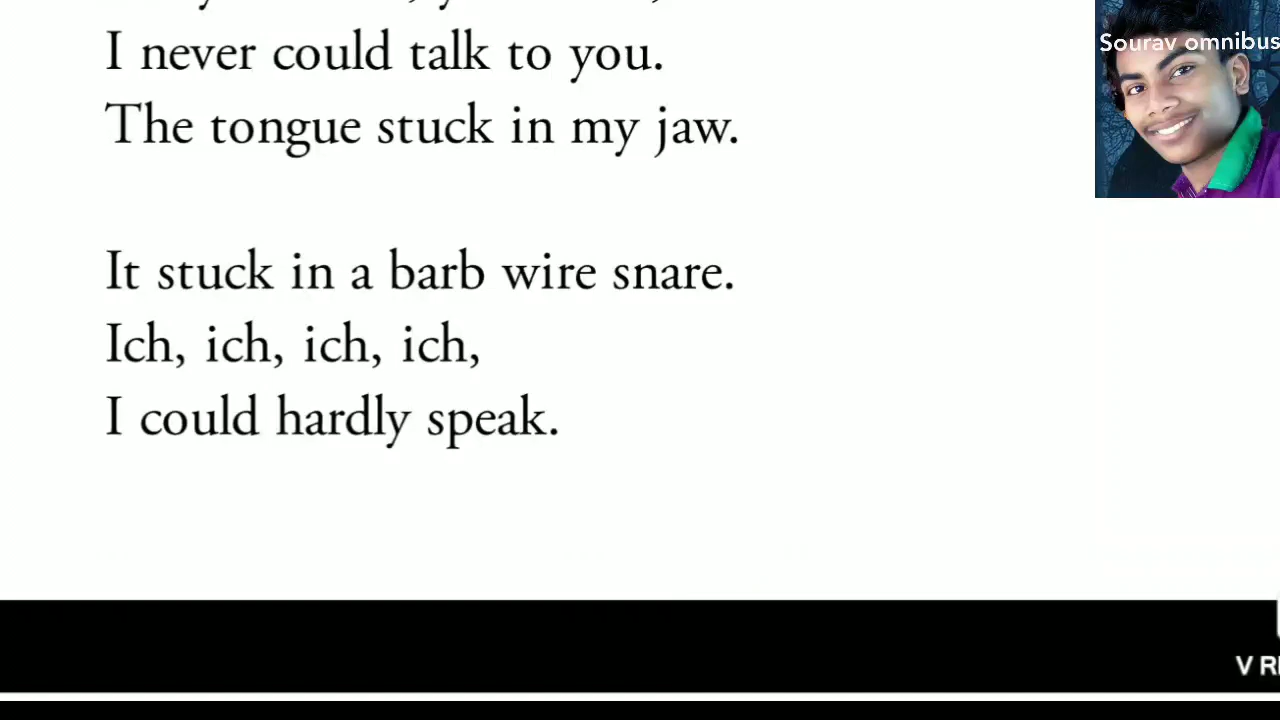 I never could talk to you.
The tongue stuck in my jaw.
It stuck in a barb wire snare.
Ich, ich, ich, ich,
I could hardly speak.
Sourav omnibus
V